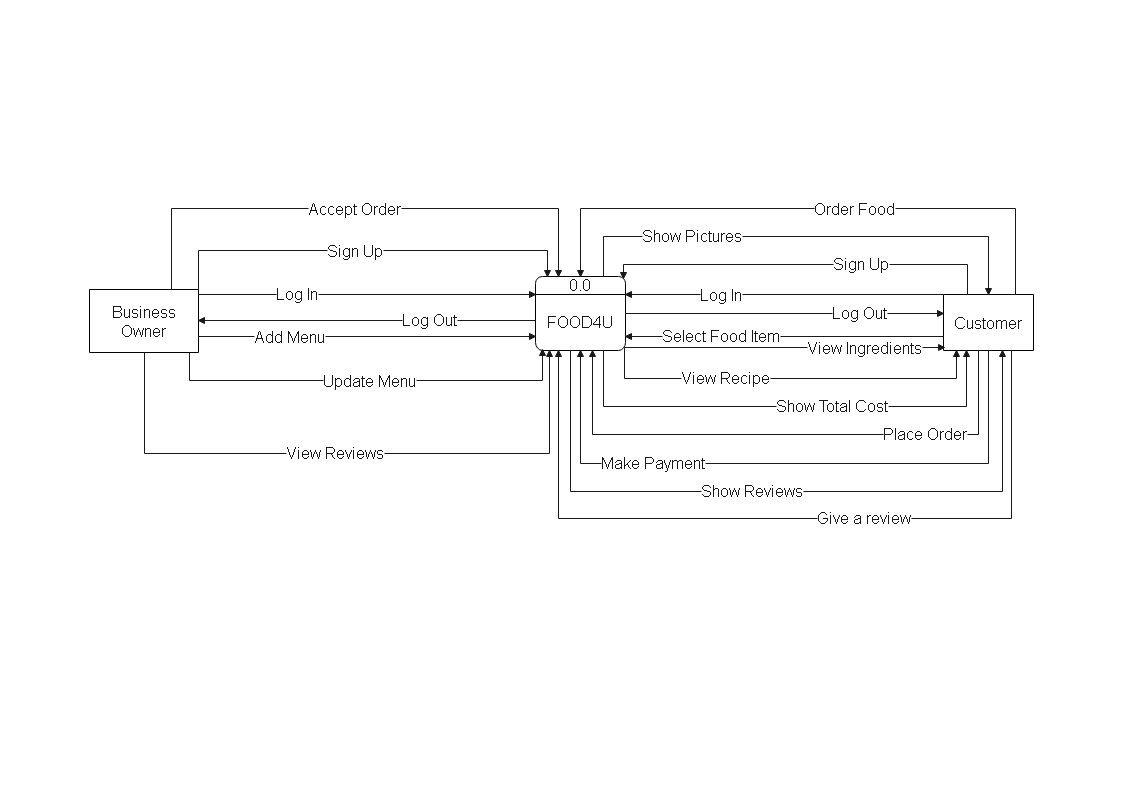 Accept Order
Order Food
Show Pictures
Sign Up
Sign Up
0.0
Log In
Log In
Business
Owner
Log Out
FOOD4U
Log Out
Customer
Add Menu
Select Food Item
View Ingredients
Update Menu
View Recipe
Show Total Cost
Place Order
View Reviews
Make Payment
Show Reviews
Give a review